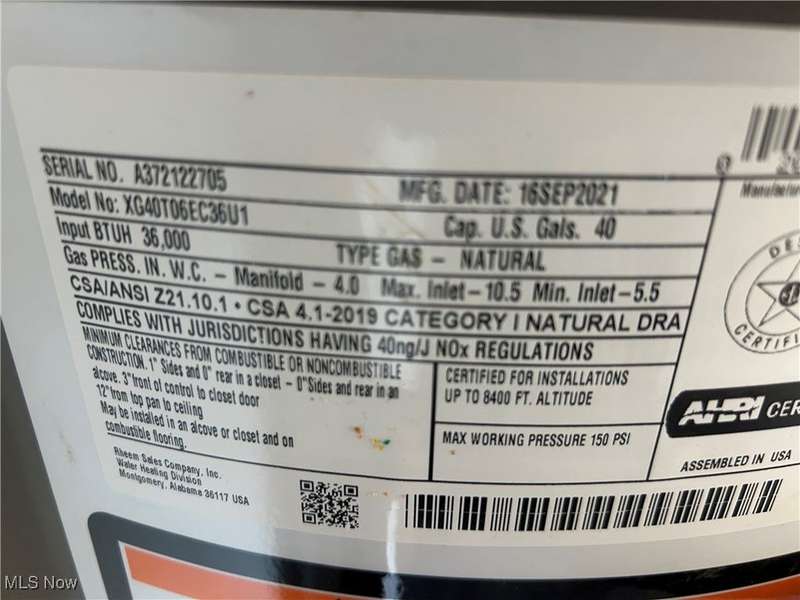 SERIAL NO. A372122705
MFG. DATE: 16SEP2021
Model No: XG40T06EC36U1
Cap. U.S. Gals. 40
Input BTUH 36,000
TYPE GAS - NATURAL
Gas PRESS. IN. W.C. - Manifold - 4.0 Max. Inlet-10.5 Min. Inlet-5.5
CSA/ANSI Z21.10.1 • CSA 4.1-2019 CATEGORY I NATURAL DRA
COMPLIES WITH JURISDICTIONS HAVING 40ng/J NOx REGULATIONS
MINIMUM CLEARANCES FROM COMBUSTIBLE OR NONCOMBUSTIBLE
CONSTRUCTION. 1" Sides and 0" rear in a closet - 0"Sides and rear in an
alcove. 3"front of control to closet door
12"from top pan to ceiling
May be installed in an alcove or closet and on
combustible flooring.
CERTIFIED FOR INSTALLATIONS
UP TO 8400 FT. ALTITUDE
MAX WORKING PRESSURE 150 PSI
Rheem Sales Company, Inc.
Water Heating Division
Montgomery, Alabama 36117 USA
Manufactur
DE
CERTIFI
AHRI CER
ASSEMBLED IN USA
MLS Now